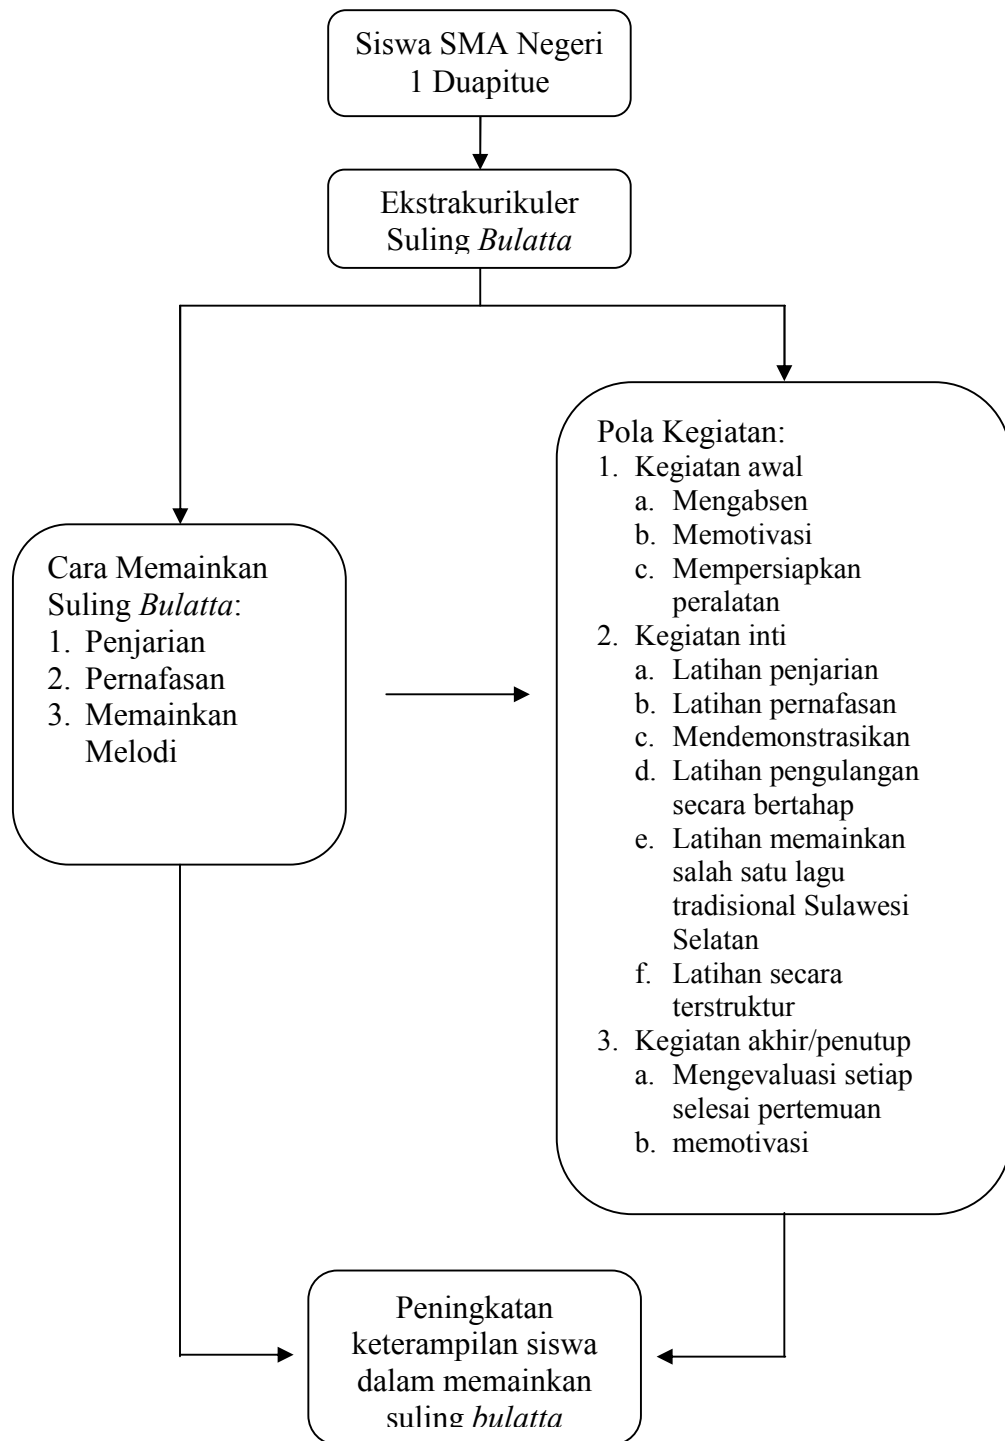 Siswa SMA Negeri
1 Duapitue
Ekstrakurikuler
Suling Bulatta
Cara Memainkan
Suling Bulatta:
1. Penjarian
2. Pernafasan
3. Memainkan
Melodi
Pola Kegiatan:
1. Kegiatan awal
a. Mengabsen
b. Memotivasi
c. Mempersiapkan
peralatan
2. Kegiatan inti
a. Latihan penjarian
b. Latihan pernafasan
c. Mendemonstrasikan
d. Latihan pengulangan
secara bertahap
e. Latihan memainkan
salah satu lagu
tradisional Sulawesi
Selatan
f. Latihan secara
terstruktur
3. Kegiatan akhir/penutup
a. Mengevaluasi setiap
selesai pertemuan
b. memotivasi
Peningkatan
keterampilan siswa
dalam memainkan
suling bulatta